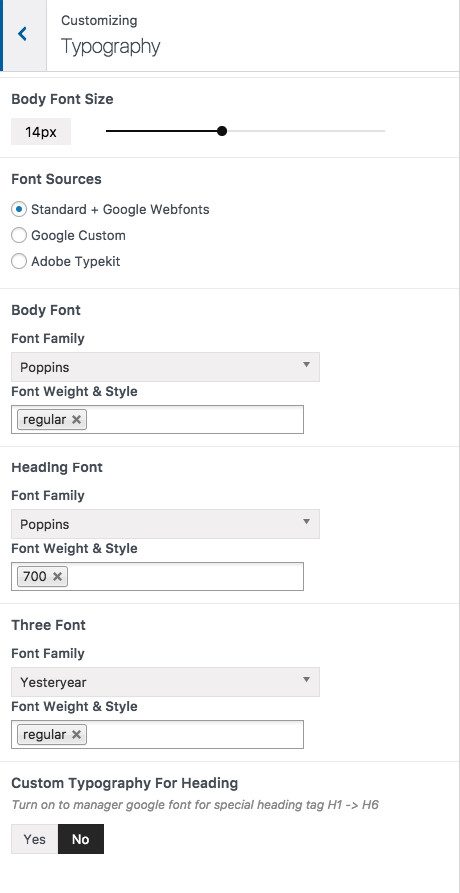 Customizing
Typography
Body Font Size
14px
Font Sources
Standard + Google Webfonts
Google Custom
Adobe Typekit
Body Font
Font Family
Poppins
Font Weight & Style
regular ×
Heading Font
Font Family
Poppins
Font Weight & Style
700 ×
Three Font
Font Family
Yesteryear
Font Weight & Style
regular ×
Custom Typography For Heading
Turn on to manager google font for special heading tag H1 -> H6
Yes No